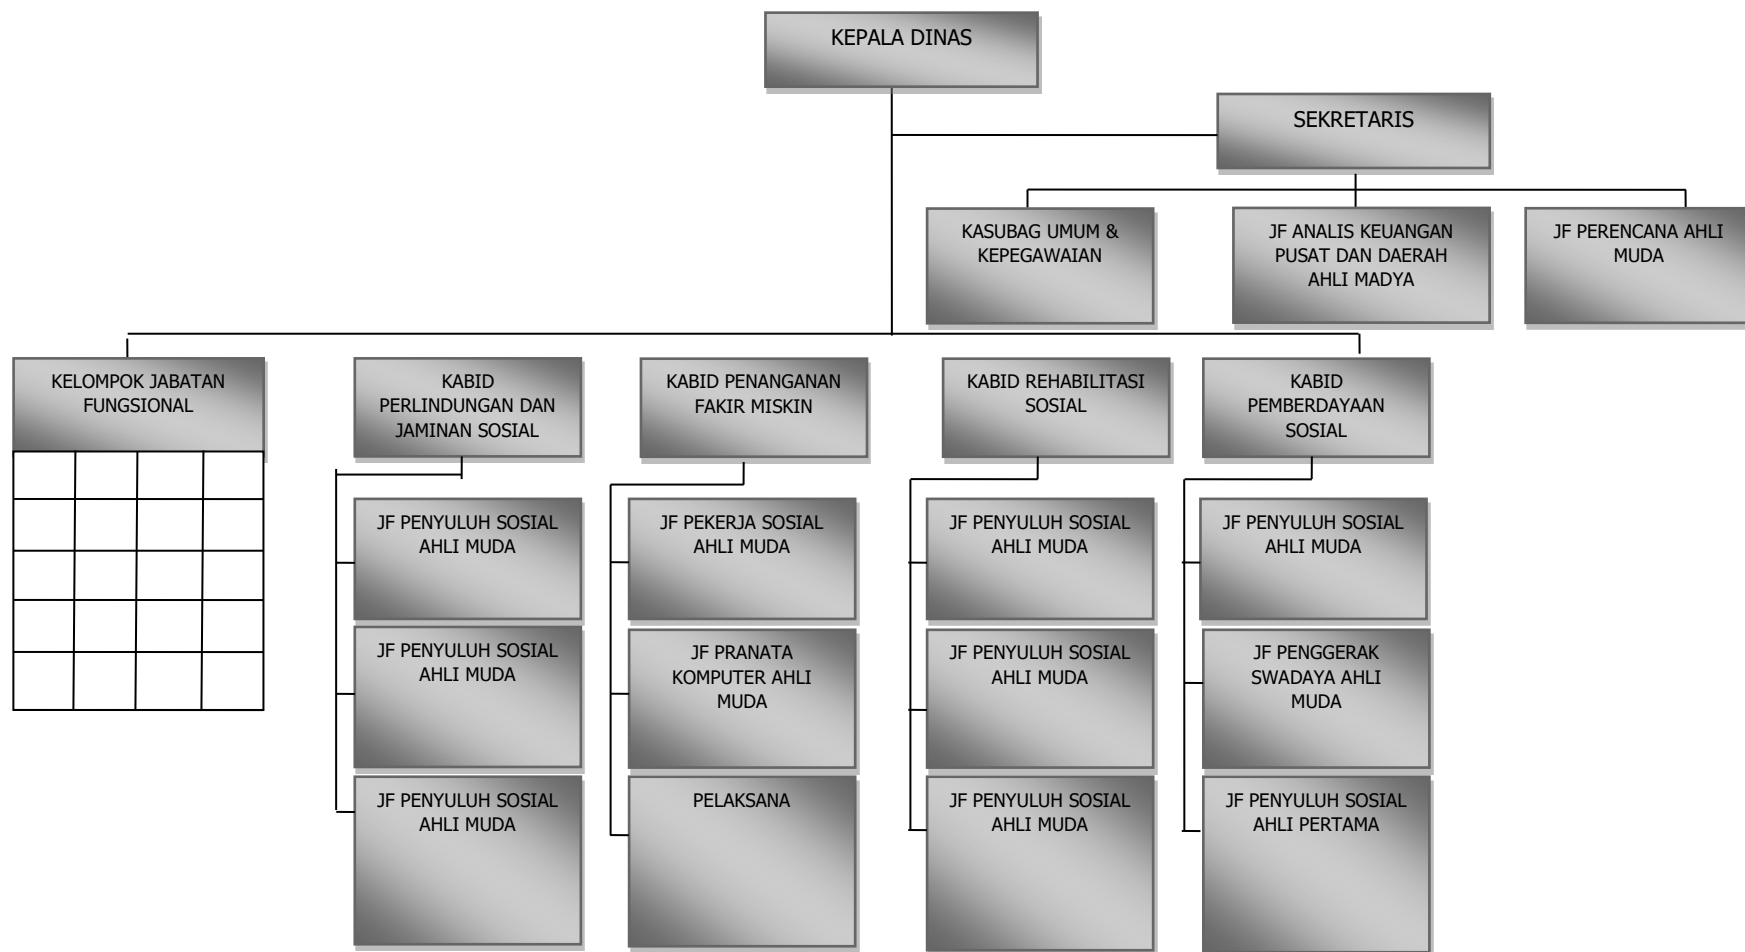 KEPALA DINAS
SEKRETARIS
KASUBAG UMUM &
KEPEGAWAIAN
JF ANALIS KEUANGAN
PUSAT DAN DAERAH
AHLI MADYA
JF PERENCANA AHLI
MUDA
KELOMPOK JABATAN
FUNGSIONAL
KABID
PERLINDUNGAN DAN
JAMINAN SOSIAL
KABID PENANGANAN
FAKIR MISKIN
KABID REHABILITASI
SOSIAL
KABID
PEMBERDAYAAN
SOSIAL
JF PENYULUH SOSIAL
AHLI MUDA
JF PEKERJA SOSIAL
AHLI MUDA
JF PENYULUH SOSIAL
AHLI MUDA
JF PENYULUH SOSIAL
AHLI MUDA
JF PENYULUH SOSIAL
AHLI MUDA
JF PRANATA
KOMPUTER AHLI
MUDA
JF PENYULUH SOSIAL
AHLI MUDA
JF PENGGERAK
SWADAYA AHLI
MUDA
JF PENYULUH SOSIAL
AHLI MUDA
PELAKSANA
JF PENYULUH SOSIAL
AHLI MUDA
JF PENYULUH SOSIAL
AHLI PERTAMA